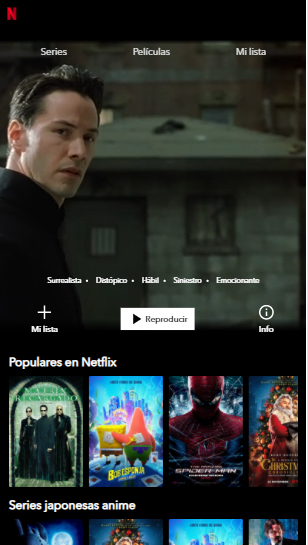 N
Series Películas Mi lista
Surrealista • Distópico • Hábil • Siniestro • Emocionante
Mi lista Reproducir Info
Populares en Netflix
MATRIX
RECARGADO
BOB ESPONJA
SPIDER-MAN
CHRISTMAS
Series japonesas anime